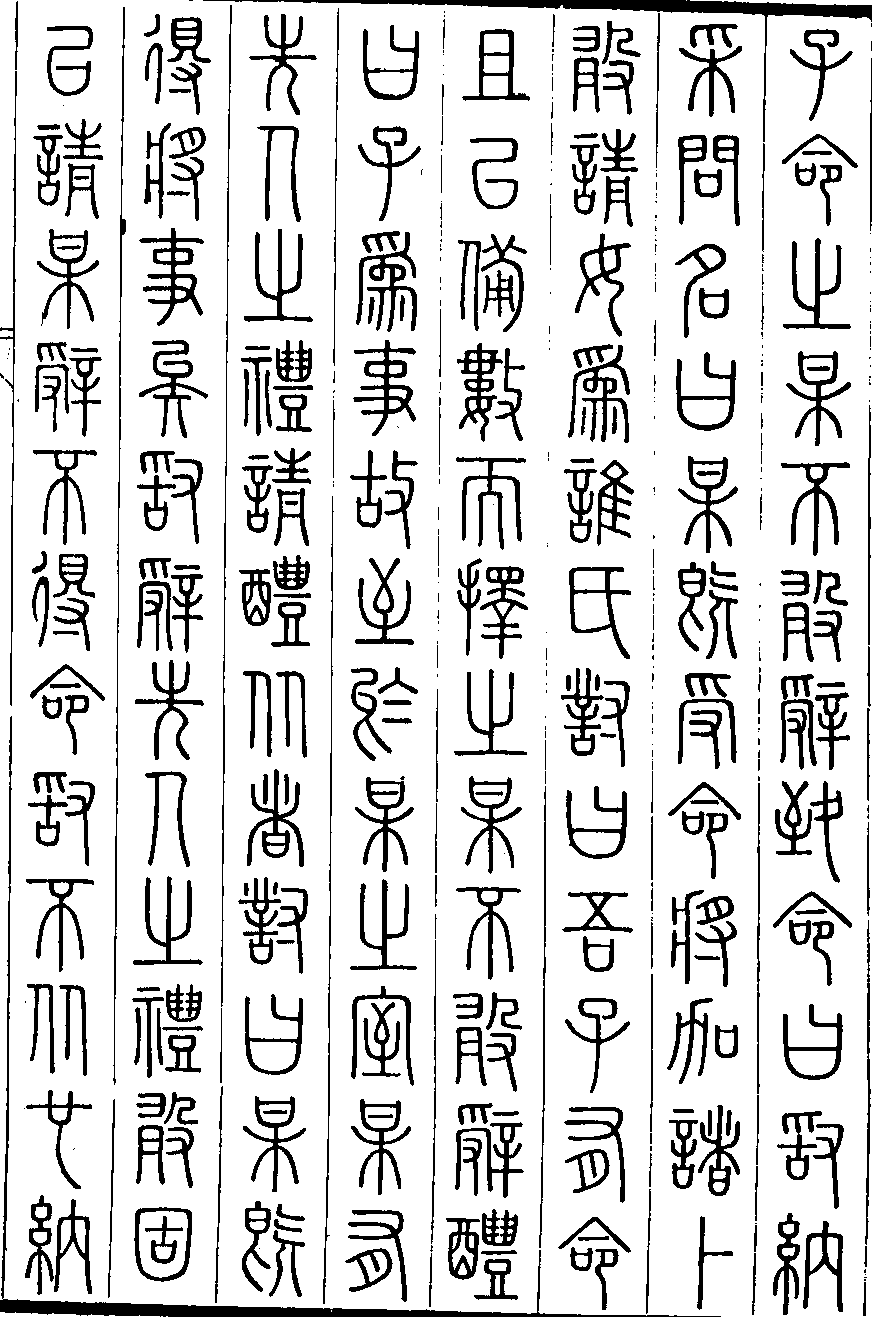 子命之某不敢辭致命曰敢納
采問名曰某既受命將加諸卜
敢請女爲誰氏對曰吾子有命
且以備數而擇之某不敢辭醴
曰子爲事故至於某之室某有
先人之禮請醴從者對曰某既
得將事矣敢辭先人之禮敢固
以請某辭不得命敢不從也納